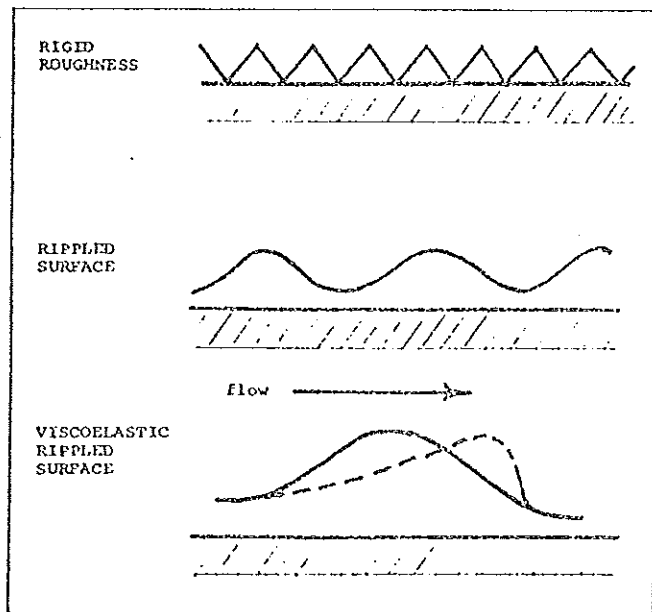 RIGID
ROUGHNESS
RIPPLED
SURFACE
flow
VISCOELASTIC
RIPPLED
SURFACE